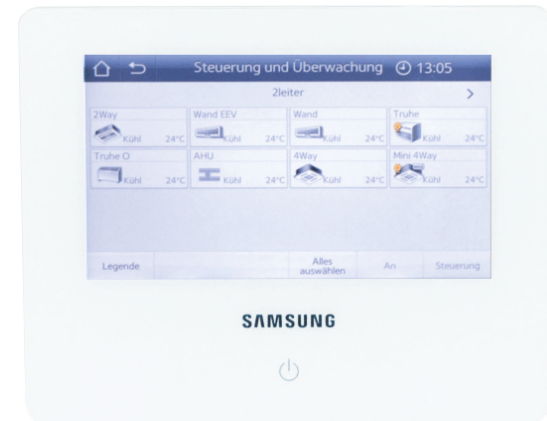 Steuerung und Überwachung 13:05
2leiter
2Way Wand EEV Wand Truhe
Kühl 24°C Kühl 24°C Kühl 24°C Kühl 24°C
Truhe O AHU 4Way Mini 4Way
Kühl 24°C Kühl 24°C Kühl 24°C Kühl 24°C
Legende Alles auswählen An Steuerung
SAMSUNG